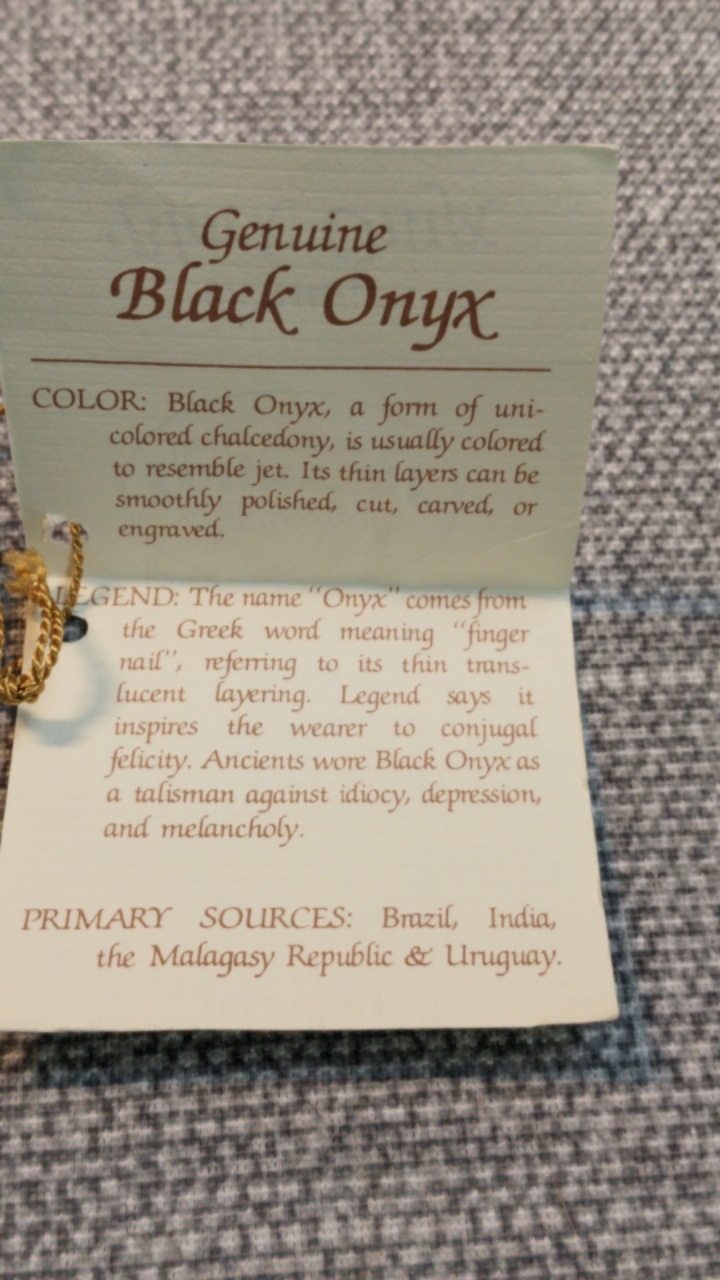 Genuine
Black Onyx
COLOR: Black Onyx, a form of uni-
colored chalcedony, is usually colored
to resemble jet. Its thin layers can be
smoothly polished, cut, carved, or
engraved.
LEGEND: The name "Onyx" comes from
the Greek word meaning "finger
nail", referring to its thin trans-
lucent layering. Legend says it
inspires the wearer to conjugal
felicity. Ancients wore Black Onyx as
a talisman against idiocy, depression,
and melancholy.
PRIMARY SOURCES: Brazil, India,
the Malagasy Republic & Uruguay.